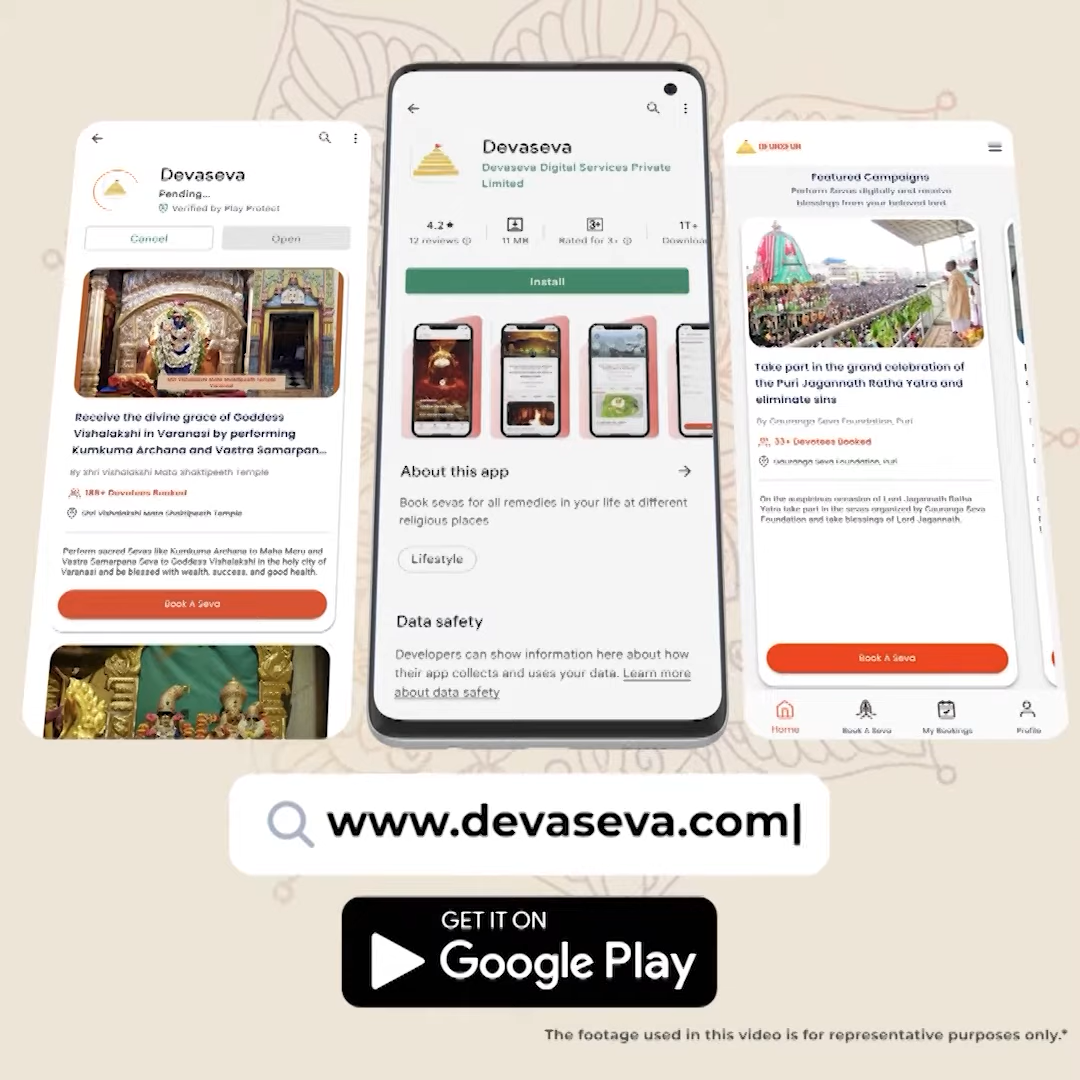 Devaseva
Pending...
Verified by Play Protect
Cancel
Open
Receive the divine grace of Goddess
Vishalakshi in Varanasi by performing
Kumkuma Archana and Vastra Samarpan...
By Shri Vishalakshi Mata Shaktipeeth Temple
188+ Devotees Booked
Shri Vishalakshi Mata Shaktipeeth Temple
Perform sacred Sevas like Kumkuma Archana to Maha Meru and
Vastra Samarpana Seva to Goddess Vishalakshi in the holy city of
Varanasi and be blessed with wealth, success, and good health.
Book A Seva
Devaseva
Devaseva Digital Services Private
Limited
4.2★
12 reviews
11 MB
3+
Rated for 3+
1T+
Downloa
Install
About this app
Book sevas for all remedies in your life at different
religious places
Lifestyle
Data safety
Developers can show information here about how
their app collects and uses your data. Learn more
about data safety
DEVASEVA
Featured Campaigns
Perform Sevas digitally and receive
blessings from your beloved lord.
Take part in the grand celebration of
the Puri Jagannath Ratha Yatra and
eliminate sins
By Gauranga Seva Foundation, Puri
33+ Devotees Booked
Gauranga Seva Foundation, Puri
On the auspicious occasion of Lord Jagannath Ratha
Yatra take part in the sevas organized by Gauranga Seva
Foundation and take blessings of Lord Jagannath.
Book A Seva
Home
Book A Seva
My Bookings
Profile
www.devaseva.com
GET IT ON
Google Play
The footage used in this video is for representative purposes only.*